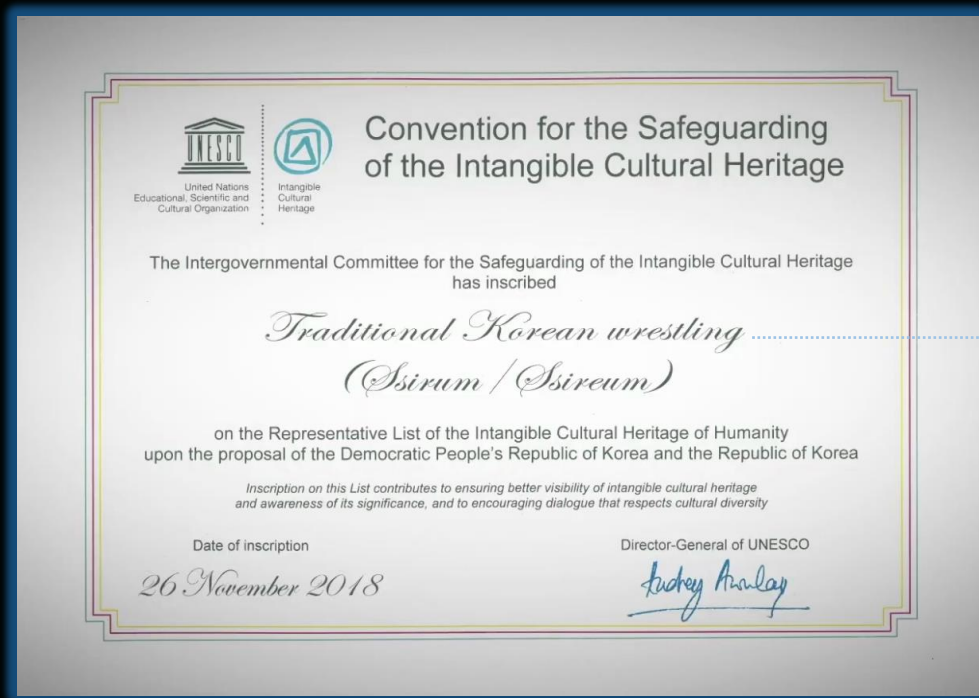 UNESCO
United Nations
Educational, Scientific and
Cultural Organization
Intangible
Cultural
Heritage
Convention for the Safeguarding
of the Intangible Cultural Heritage
The Intergovernmental Committee for the Safeguarding of the Intangible Cultural Heritage
has inscribed
Traditional Korean wrestling
(Ssirum / Ssireum)
on the Representative List of the Intangible Cultural Heritage of Humanity
upon the proposal of the Democratic People's Republic of Korea and the Republic of Korea
Inscription on this List contributes to ensuring better visibility of intangible cultural heritage
and awareness of its significance, and to encouraging dialogue that respects cultural diversity
Date of inscription
26 November 2018
Director-General of UNESCO